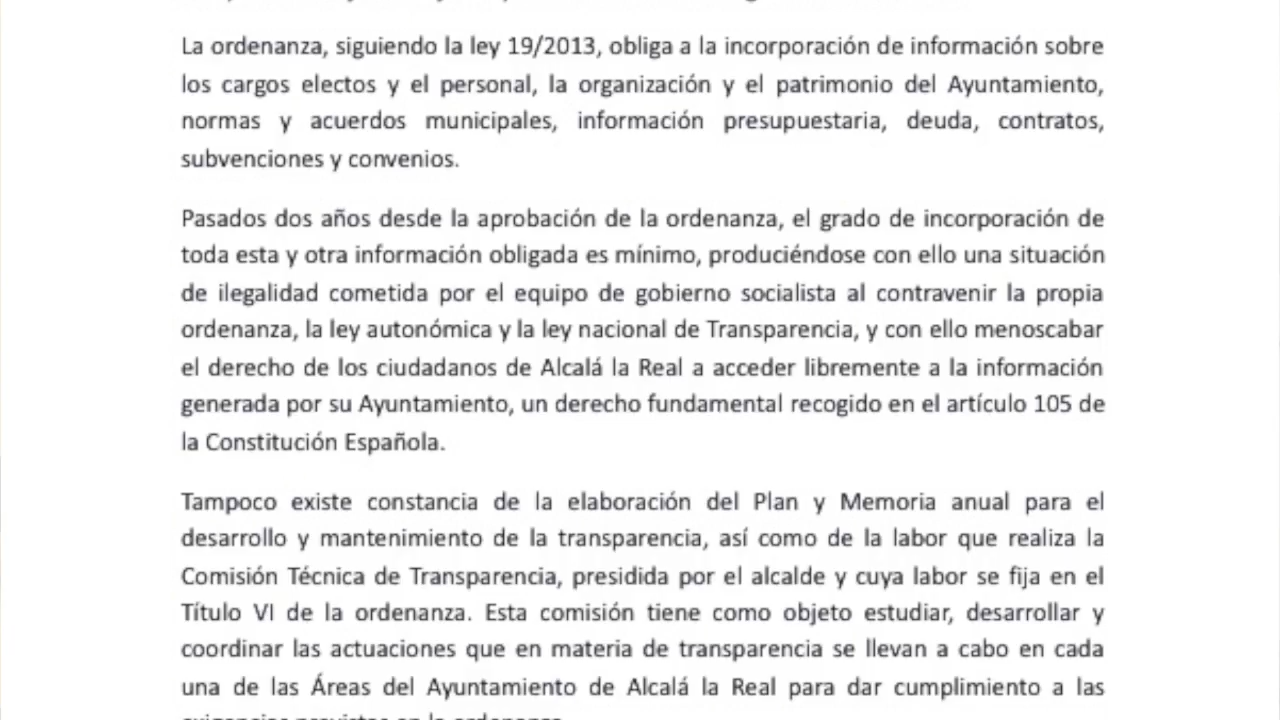 La ordenanza, siguiendo la ley 19/2013, obliga a la incorporación de información sobre
los cargos electos y el personal, la organización y el patrimonio del Ayuntamiento,
normas y acuerdos municipales, información presupuestaria, deuda, contratos,
subvenciones y convenios.
Pasados dos años desde la aprobación de la ordenanza, el grado de incorporación de
toda esta y otra información obligada es mínimo, produciéndose con ello una situación
de ilegalidad cometida por el equipo de gobierno socialista al contravenir la propia
ordenanza, la ley autonómica y la ley nacional de Transparencia, y con ello menoscabar
el derecho de los ciudadanos de Alcalá la Real a acceder libremente a la información
generada por su Ayuntamiento, un derecho fundamental recogido en el artículo 105 de
la Constitución Española.
Tampoco existe constancia de la elaboración del Plan y Memoria anual para el
desarrollo y mantenimiento de la transparencia, así como de la labor que realiza la
Comisión Técnica de Transparencia, presidida por el alcalde y cuya labor se fija en el
Título VI de la ordenanza. Esta comisión tiene como objeto estudiar, desarrollar y
coordinar las actuaciones que en materia de transparencia se llevan a cabo en cada
una de las Áreas del Ayuntamiento de Alcalá la Real para dar cumplimiento a las